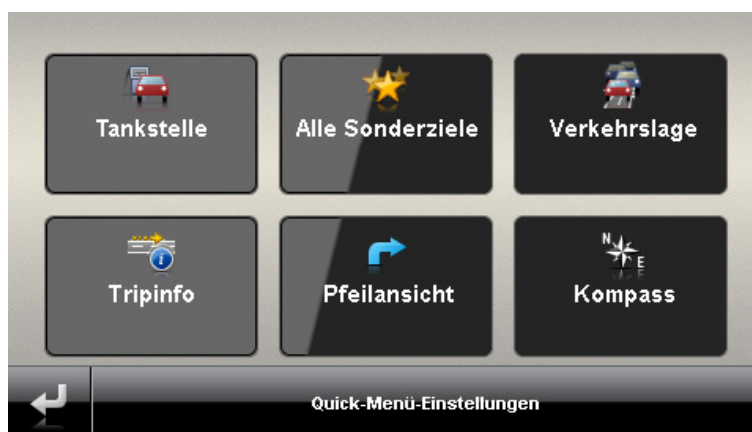 Tankstelle
Alle Sonderziele
Verkehrslage
N
E
i
Tripinfo
Pfeilansicht
Kompass
Quick-Menü-Einstellungen